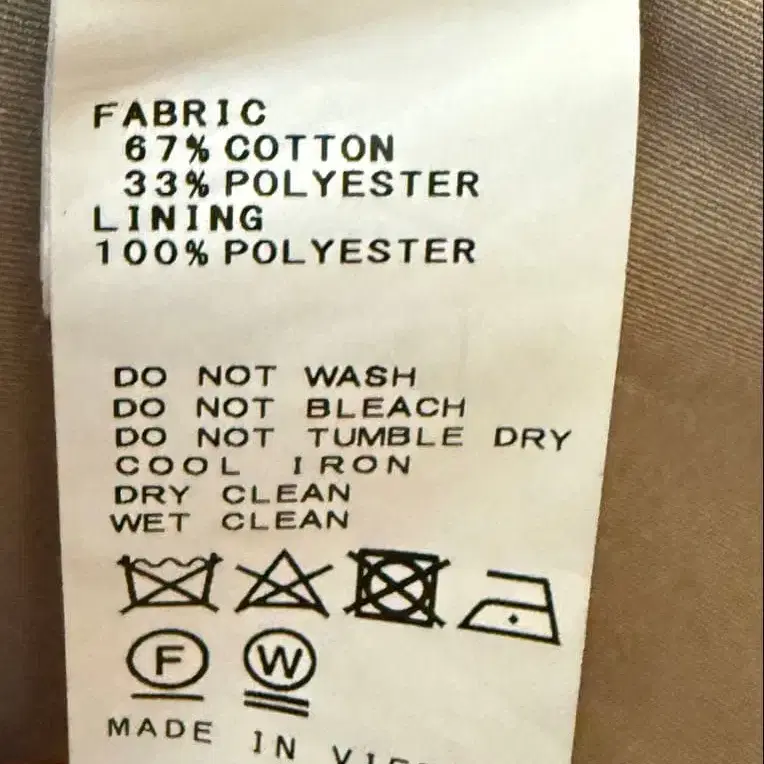 FABRIC
67% COTTON
33% POLYESTER
LINING
100% POLYESTER
DO NOT WASH
DO NOT BLEACH
DO NOT TUMBLE DRY
COOL IRON
DRY CLEAN
WET CLEAN
F W
MADE IN